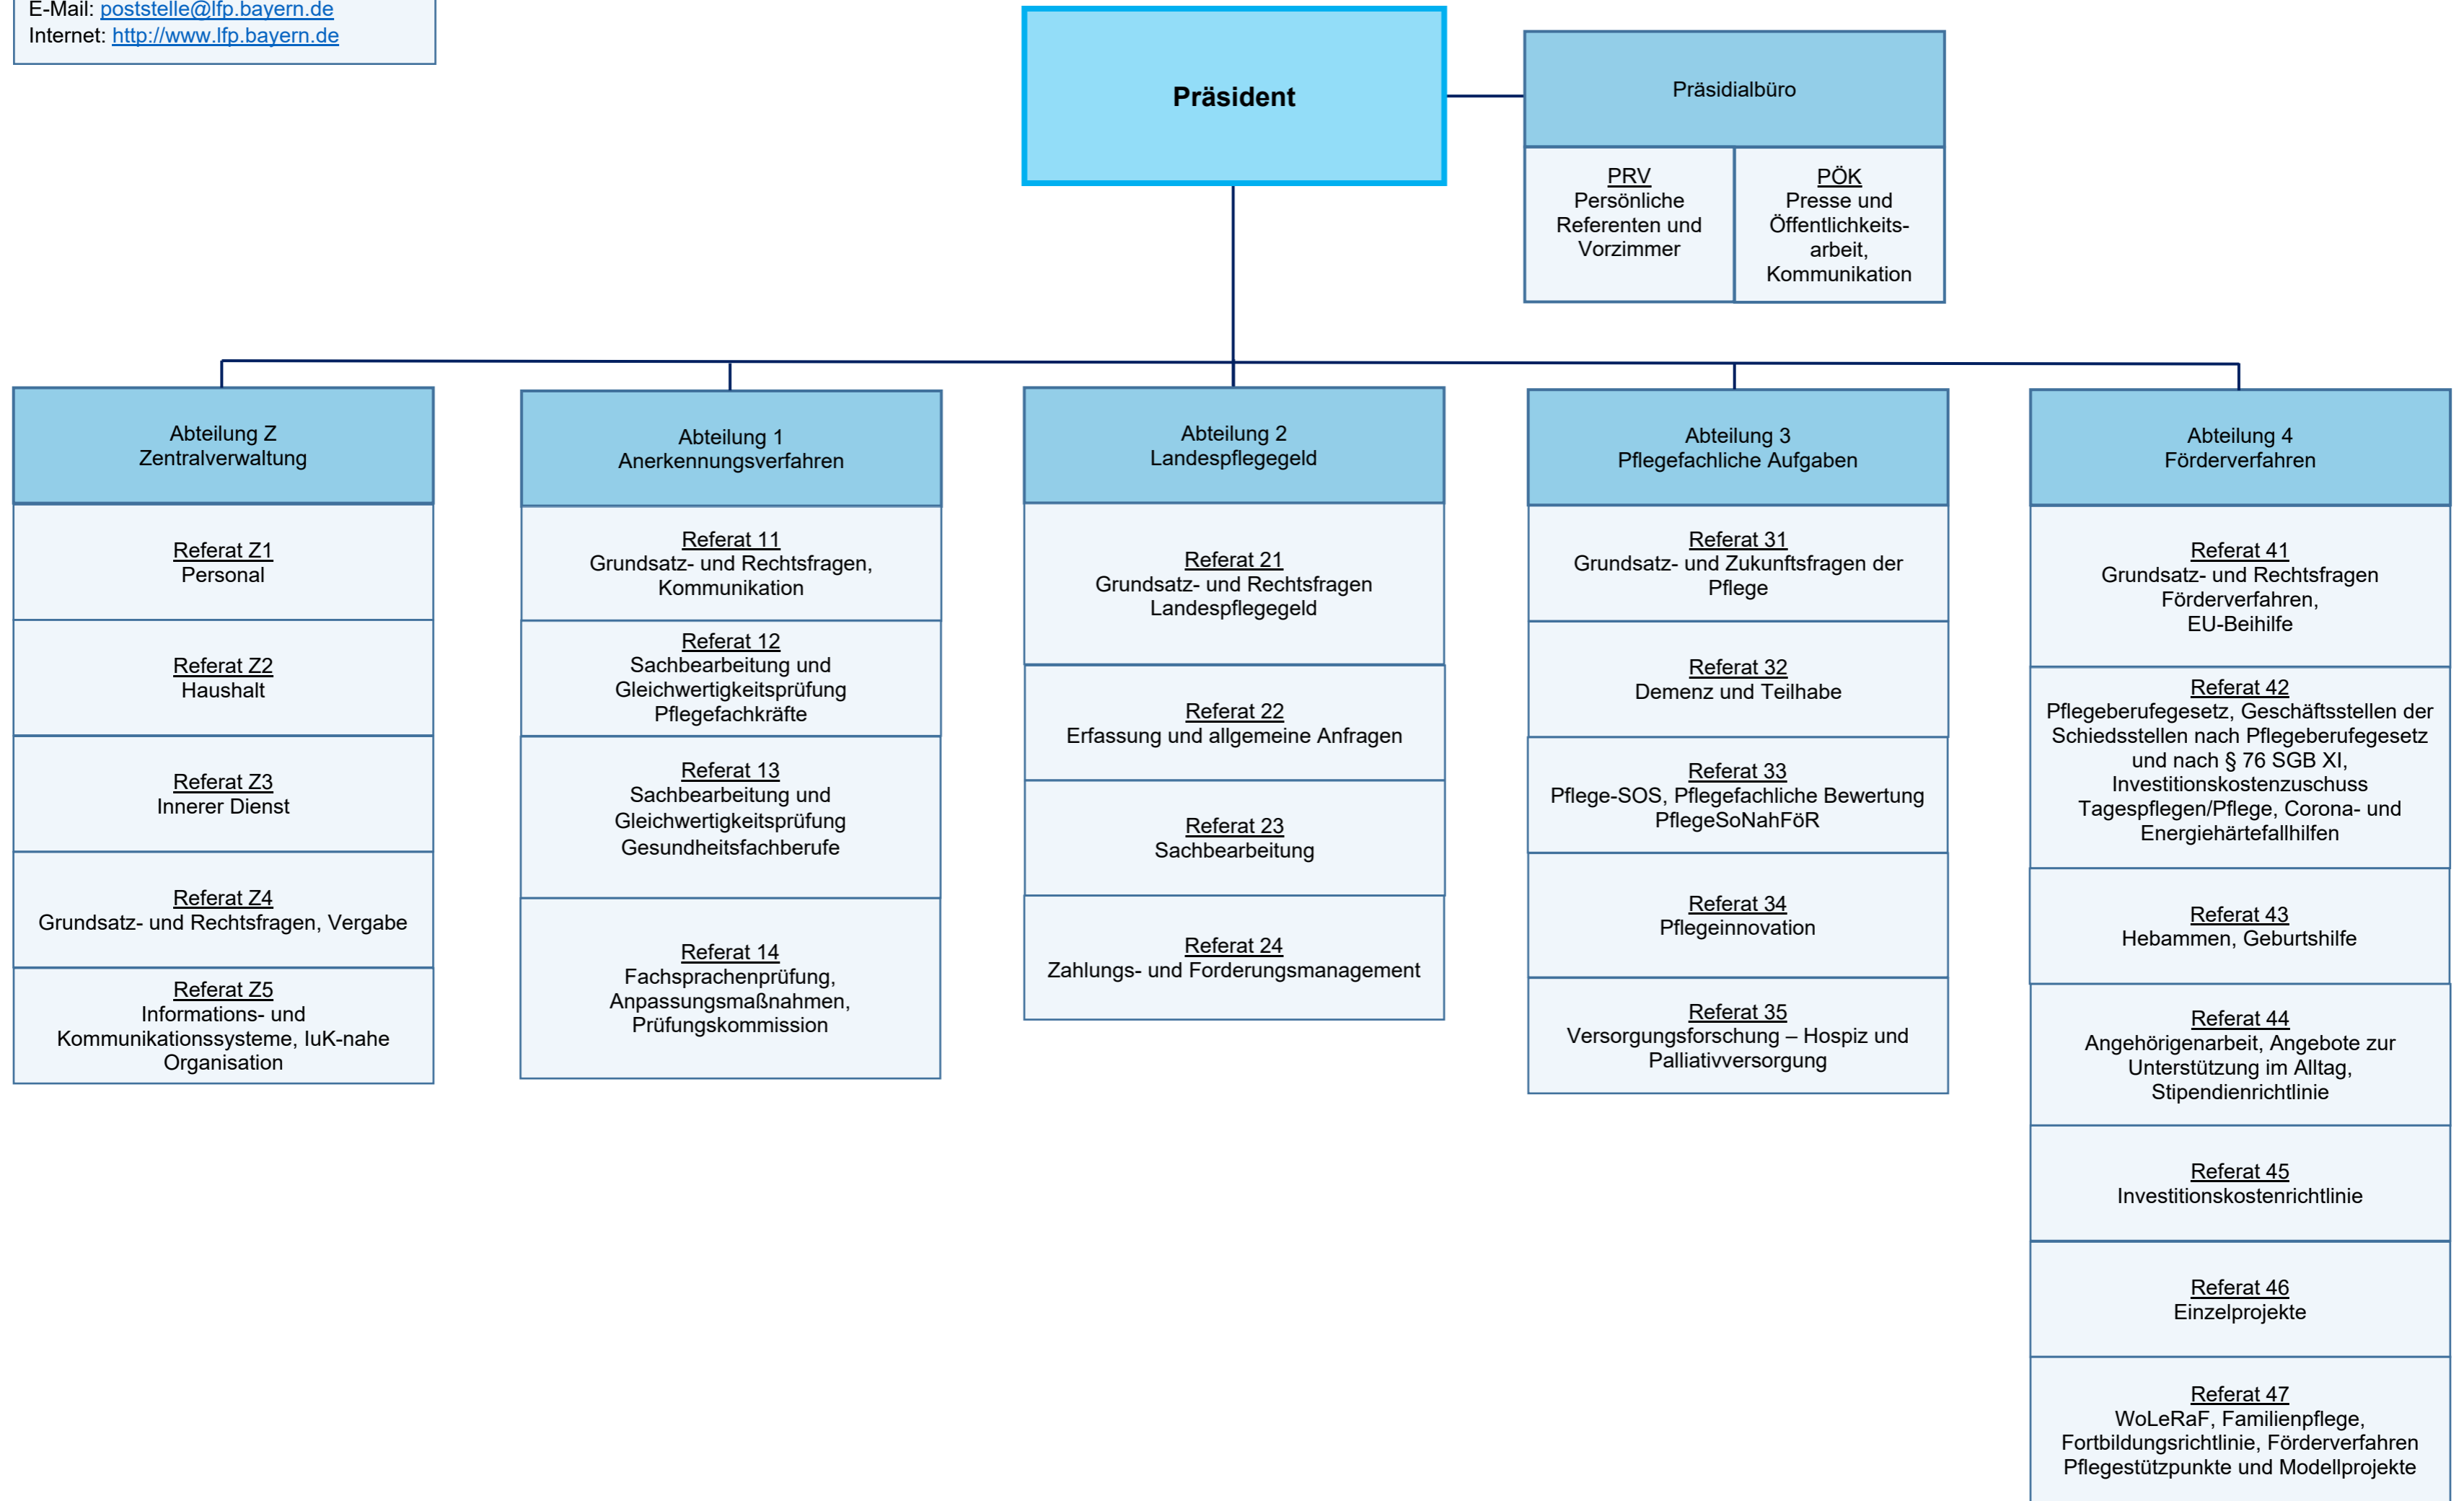 E-Mail: poststelle@lfp.bayern.de
Internet: http://www.lfp.bayern.de
Präsident
Präsidialbüro
PRV
Persönliche
Referenten und
Vorzimmer
PÖK
Presse und
Öffentlichkeits-
arbeit,
Kommunikation
Abteilung Z
Zentralverwaltung
Referat Z1
Personal
Referat Z2
Haushalt
Referat Z3
Innerer Dienst
Referat Z4
Grundsatz- und Rechtsfragen, Vergabe
Referat Z5
Informations- und
Kommunikationssysteme, IuK-nahe
Organisation
Abteilung 1
Anerkennungsverfahren
Referat 11
Grundsatz- und Rechtsfragen,
Kommunikation
Referat 12
Sachbearbeitung und
Gleichwertigkeitsprüfung
Pflegefachkräfte
Referat 13
Sachbearbeitung und
Gleichwertigkeitsprüfung
Gesundheitsfachberufe
Referat 14
Fachsprachenprüfung,
Anpassungsmaßnahmen,
Prüfungskommission
Abteilung 2
Landespflegegeld
Referat 21
Grundsatz- und Rechtsfragen
Landespflegegeld
Referat 22
Erfassung und allgemeine Anfragen
Referat 23
Sachbearbeitung
Referat 24
Zahlungs- und Forderungsmanagement
Abteilung 3
Pflegefachliche Aufgaben
Referat 31
Grundsatz- und Zukunftsfragen der
Pflege
Referat 32
Demenz und Teilhabe
Referat 33
Pflege-SOS, Pflegefachliche Bewertung
PflegeSoNahFöR
Referat 34
Pflegeinnovation
Referat 35
Versorgungsforschung – Hospiz und
Palliativversorgung
Abteilung 4
Förderverfahren
Referat 41
Grundsatz- und Rechtsfragen
Förderverfahren,
EU-Beihilfe
Referat 42
Pflegeberufegesetz, Geschäftsstellen der
Schiedsstellen nach Pflegeberufegesetz
und nach § 76 SGB XI,
Investitionskostenzuschuss
Tagespflegen/Pflege, Corona- und
Energiehärtefallhilfen
Referat 43
Hebammen, Geburtshilfe
Referat 44
Angehörigenarbeit, Angebote zur
Unterstützung im Alltag,
Stipendienrichtlinie
Referat 45
Investitionskostenrichtlinie
Referat 46
Einzelprojekte
Referat 47
WoLeRaF, Familienpflege,
Fortbildungsrichtlinie, Förderverfahren
Pflegestützpunkte und Modellprojekte